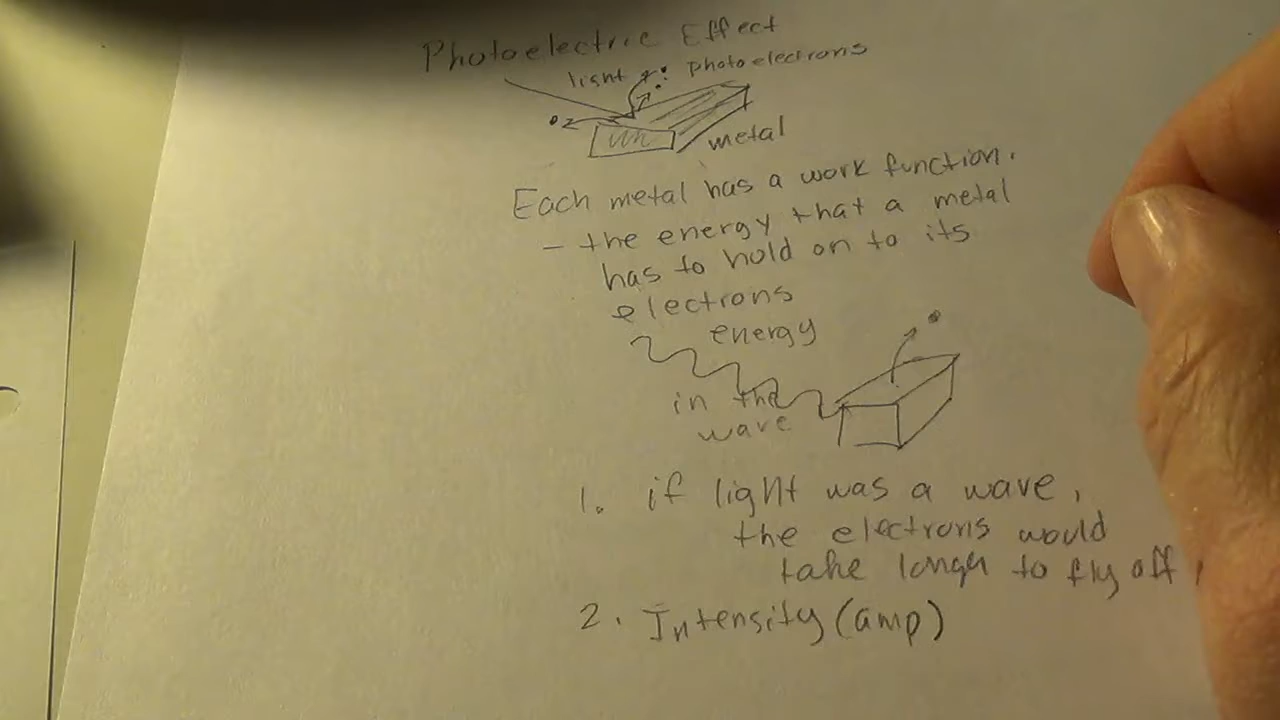 Photoelectric Effect
light photoelectrons
metal
Each metal has a work function.
- the energy that a metal
has to hold on to its
electrons
energy
in the
wave
1. if light was a wave,
the electrons would
take longer to fly off,
2. Intensity (amp)